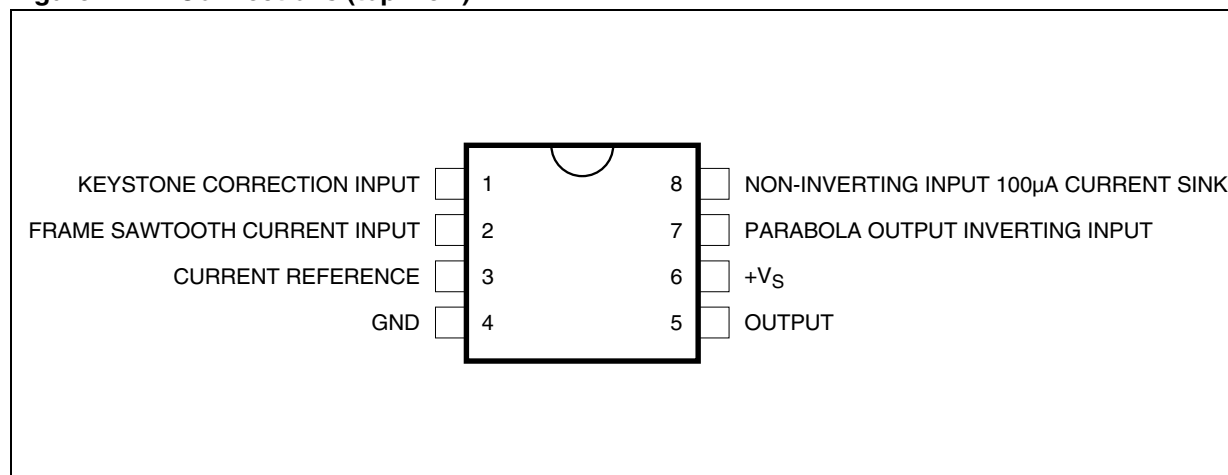 KEYSTONE CORRECTION INPUT 1 8 NON-INVERTING INPUT 100µA CURRENT SINK
FRAME SAWTOOTH CURRENT INPUT 2 7 PARABOLA OUTPUT INVERTING INPUT
CURRENT REFERENCE 3 6 +VS
GND 4 5 OUTPUT